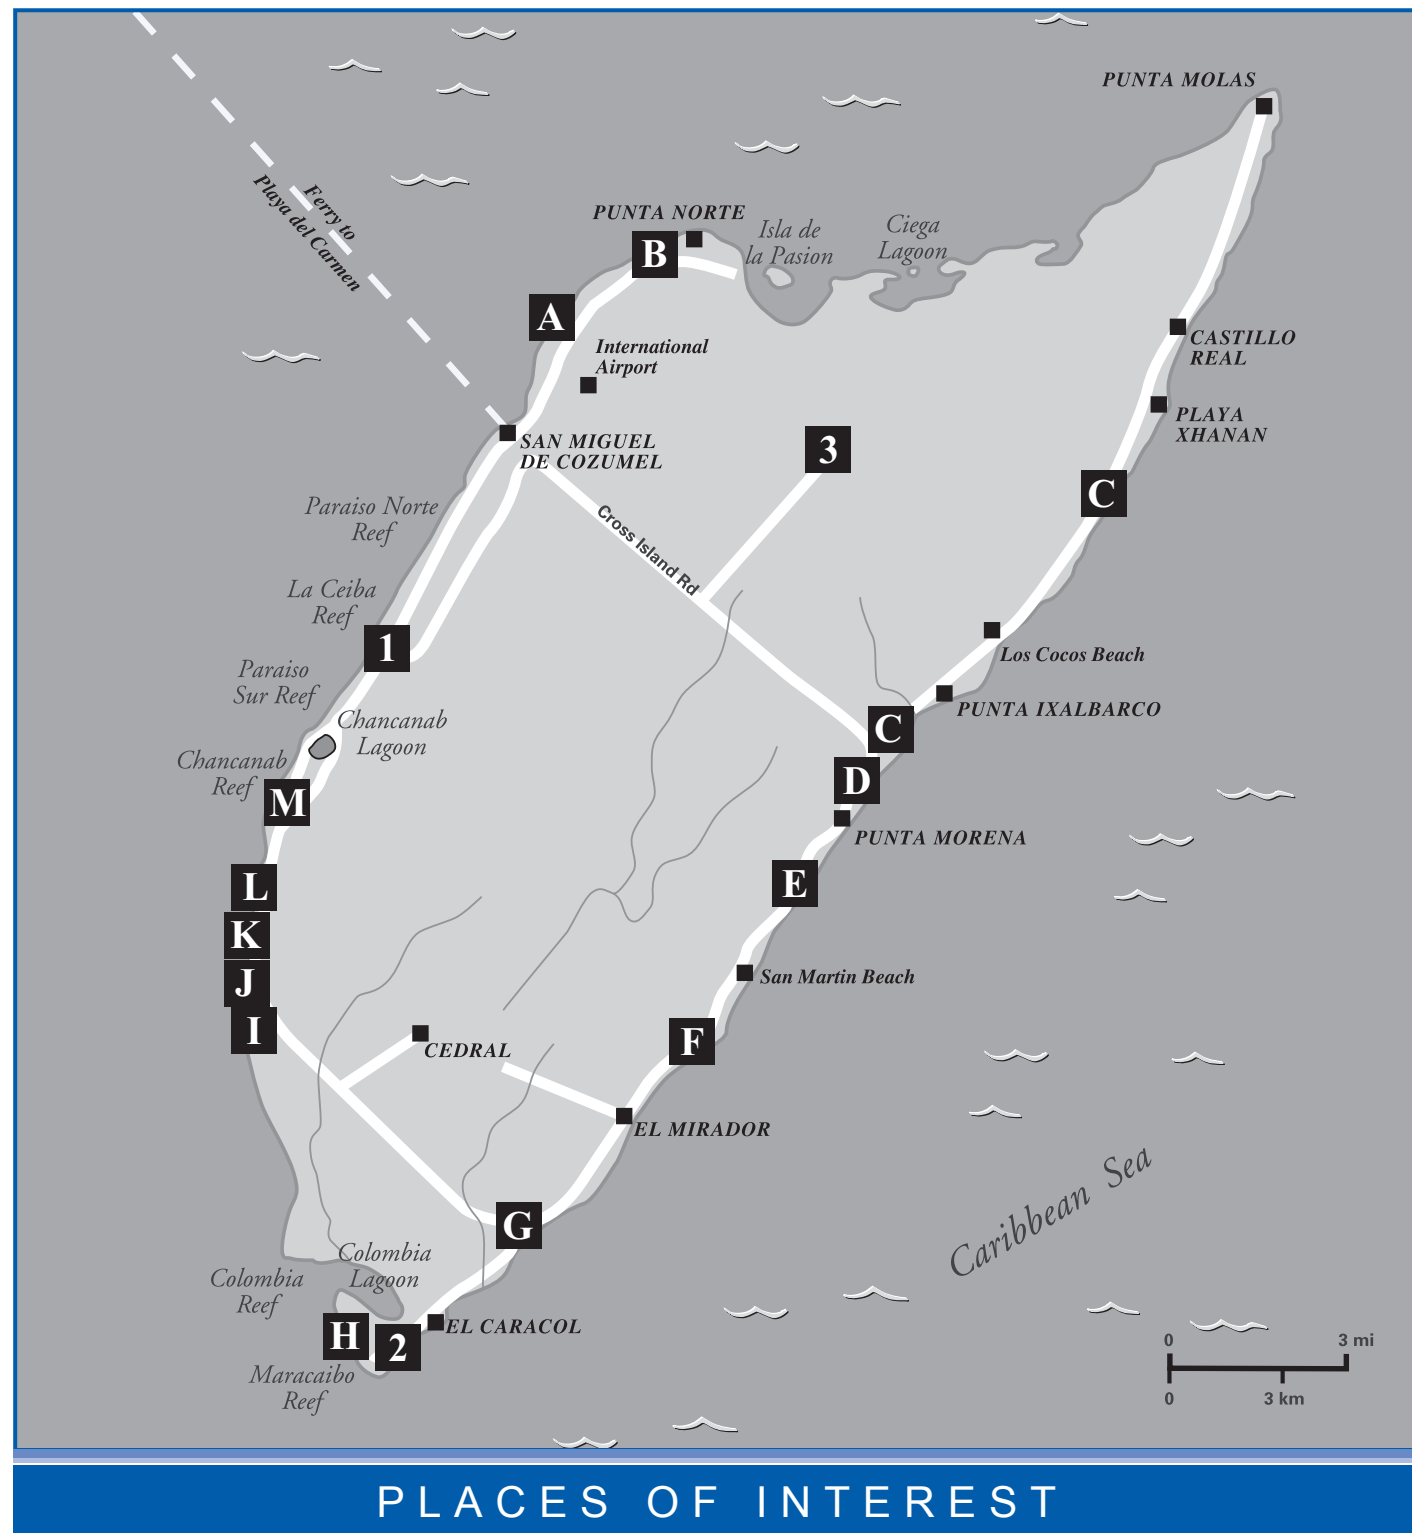 PUNTA MOLAS
Ferry to
Playa del Carmen
PUNTA NORTE
B
Isla de
la Pasion
Ciega
Lagoon
A
International
Airport
CASTILLO
REAL
PLAYA
XHANAN
SAN MIGUEL
DE COZUMEL
3
C
Paraiso Norte
Reef
Cross Island Rd
La Ceiba
Reef
1
Los Cocos Beach
Paraiso
Sur Reef
PUNTA IXALBARCO
Chancanab
Lagoon
C
Chancanab
Reef
D
M
PUNTA MORENA
L
E
K
San Martin Beach
J
I
F
CEDRAL
EL MIRADOR
Caribbean Sea
G
Colombia
Lagoon
Colombia
Reef
H
2
EL CARACOL
Maracaibo
Reef
0 3 mi
0 3 km
PLACES OF INTEREST